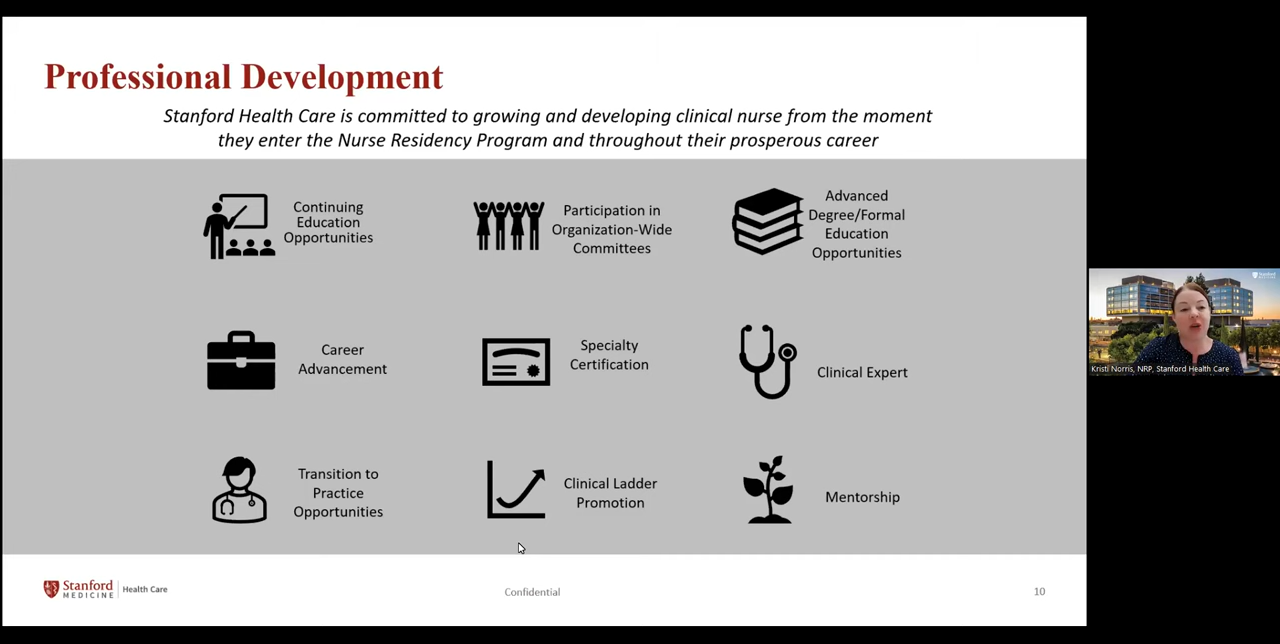 Professional Development
Stanford Health Care is committed to growing and developing clinical nurse from the moment
they enter the Nurse Residency Program and throughout their prosperous career
Continuing
Education
Opportunities
Participation in
Organization-Wide
Committees
Advanced
Degree/Formal
Education
Opportunities
Career
Advancement
Specialty
Certification
Clinical Expert
Transition to
Practice
Opportunities
Clinical Ladder
Promotion
Mentorship
Stanford
MEDICINE
Health Care
Confidential
10
Stanford
MEDICINE
Kristi Norris, NRP, Stanford Health Care